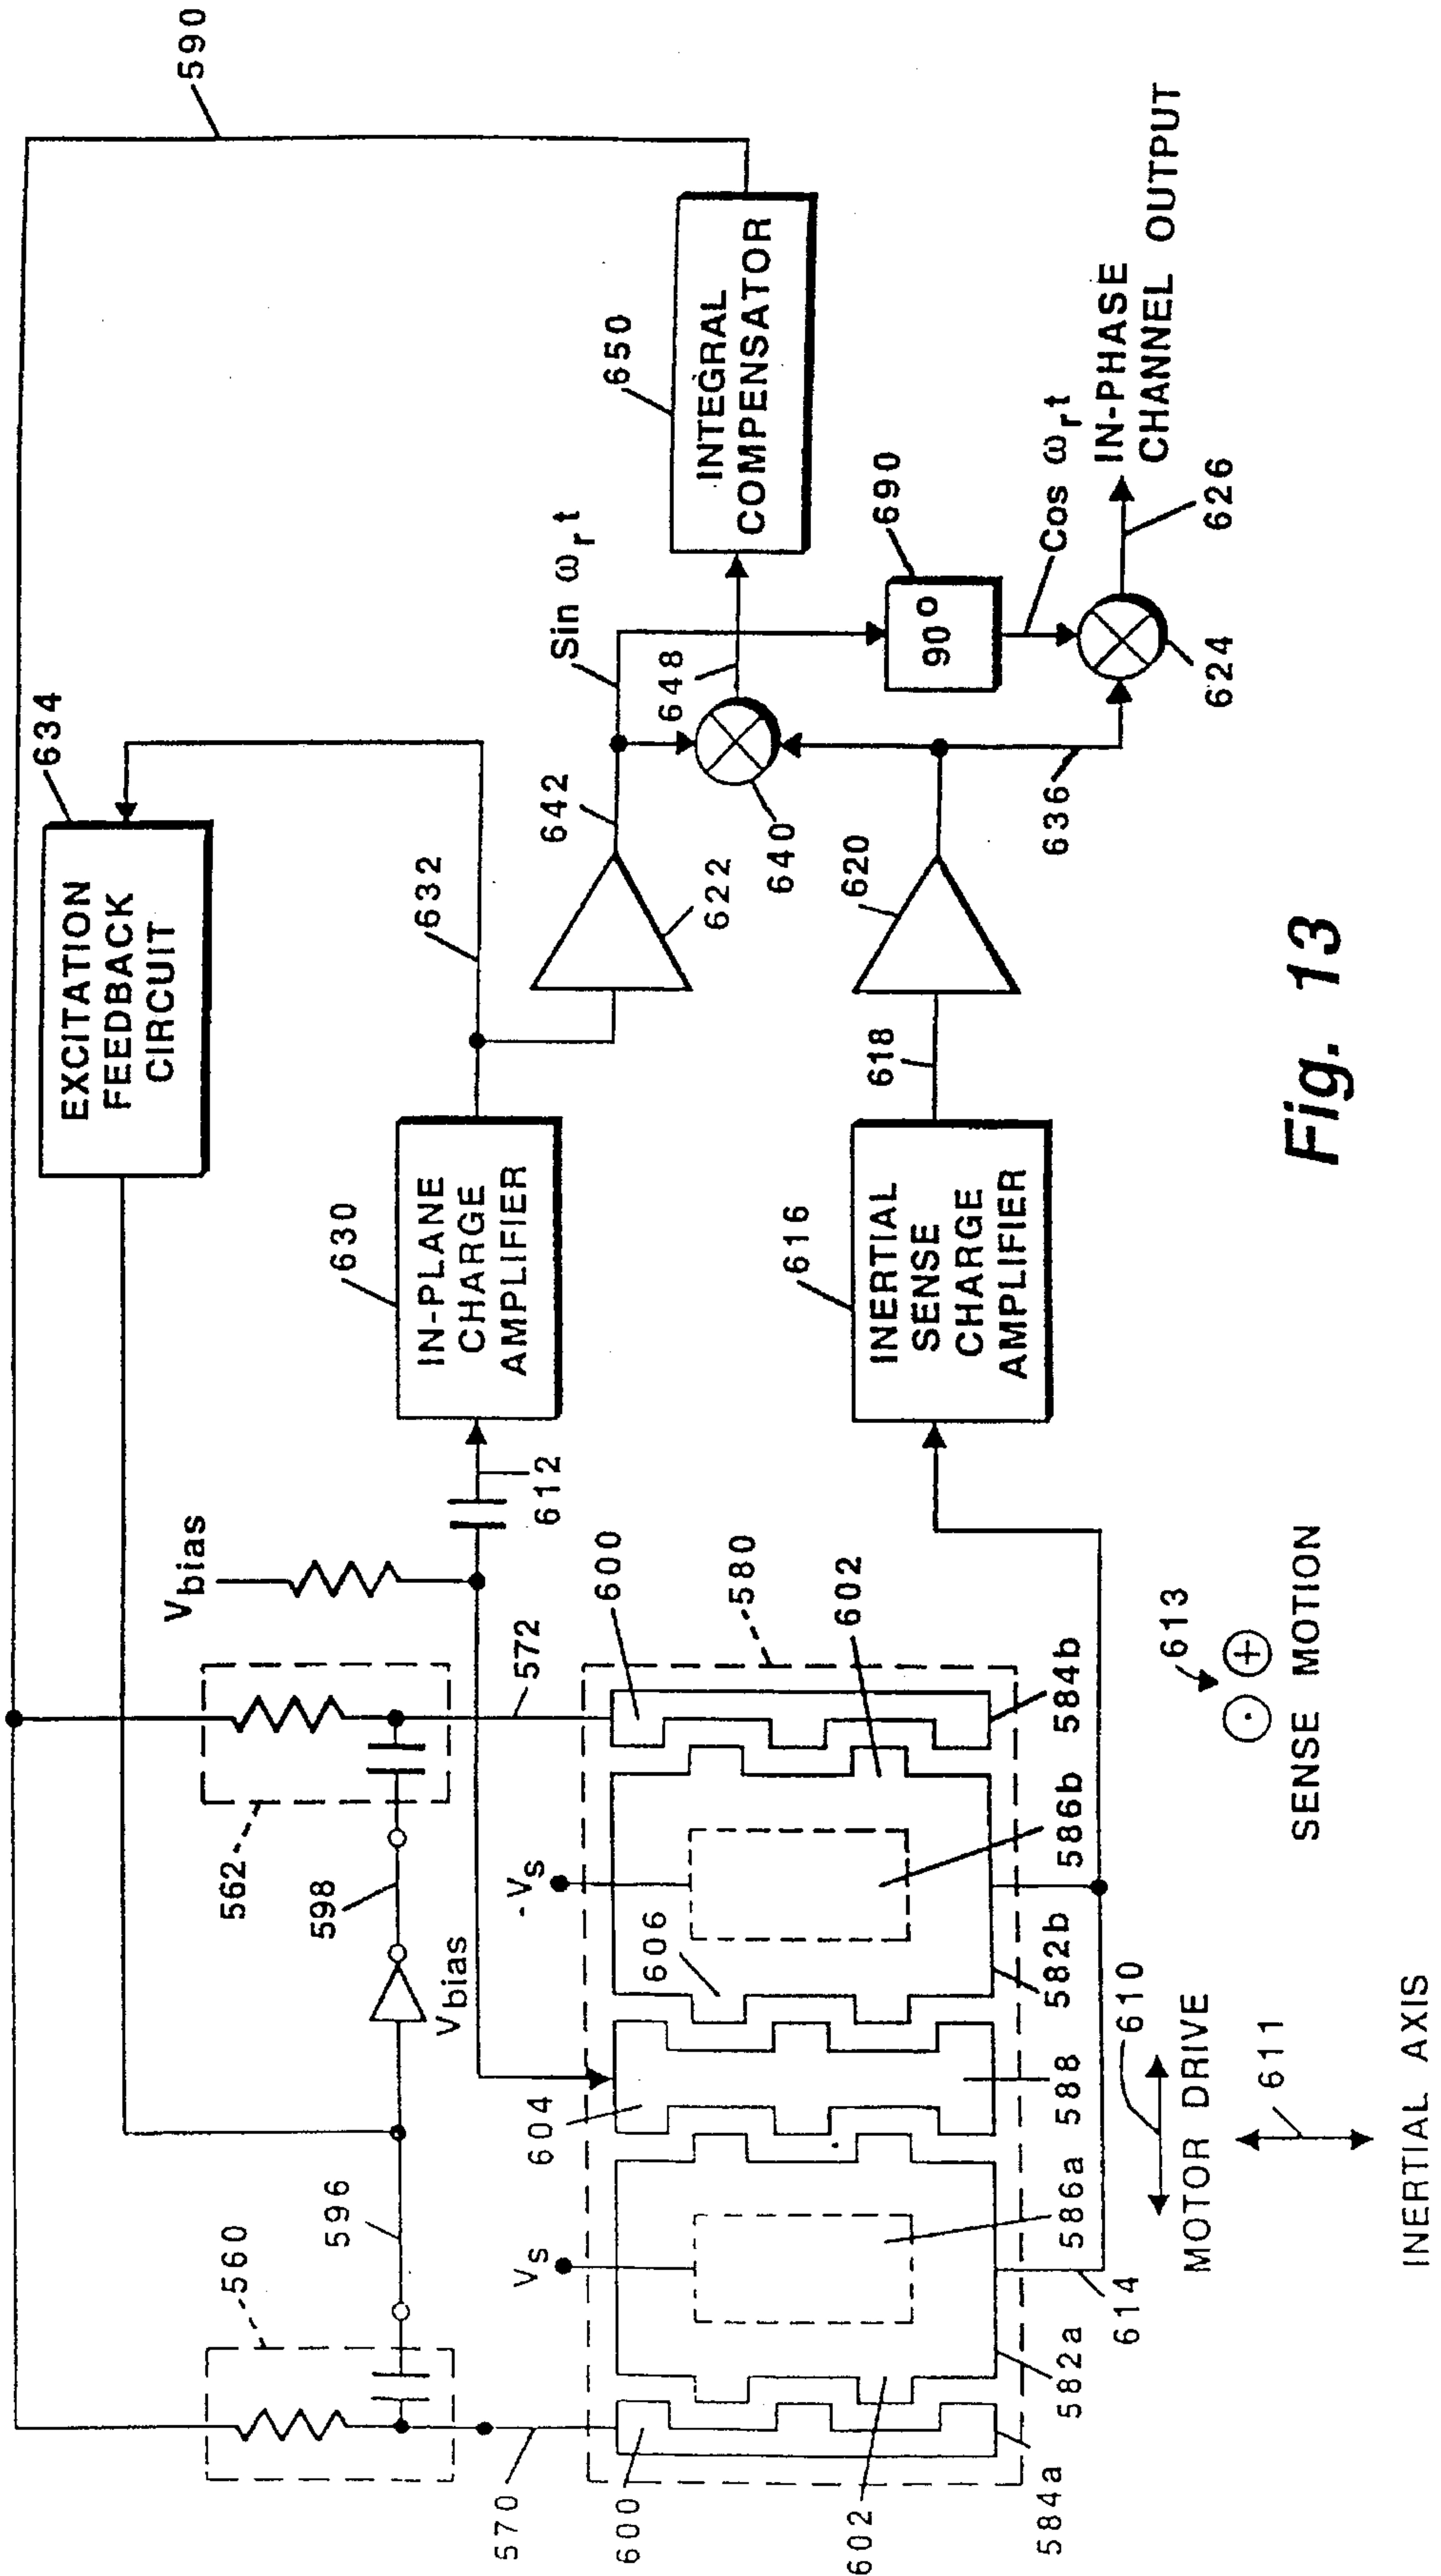 590
634
EXCITATION
FEEDBACK
CIRCUIT
632
650
INTEGRAL
COMPENSATOR
Sin ωrt
642
648
622
640
690
90°
Cos ωrt
IN-PHASE
CHANNEL OUTPUT
626
624
636
620
618
630
IN-PLANE
CHARGE
AMPLIFIER
616
INERTIAL
SENSE
CHARGE
AMPLIFIER
612
Vbias
562
598
Vbias
572
560
596
570
580
600
602
584b
-Vs
586b
606
582b
604
588
Vs
586a
600
602
584a
582a
614
610
MOTOR DRIVE
611
INERTIAL AXIS
613
SENSE MOTION
Fig. 13